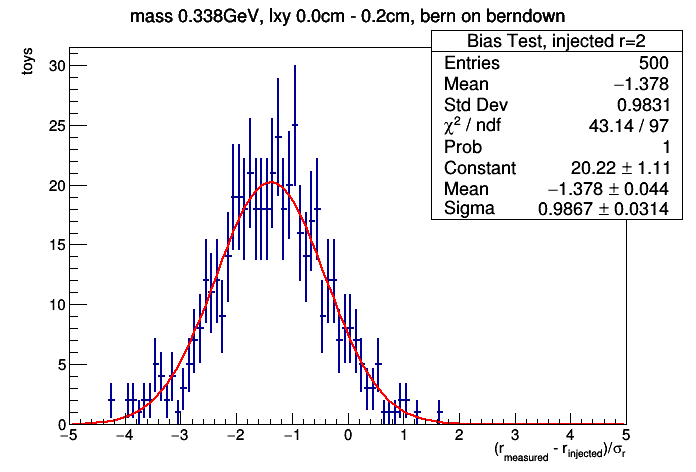 mass 0.338GeV, lxy 0.0cm - 0.2cm, bern on berndown
Bias Test, injected r=2
Entries 500
Mean −1.378
Std Dev 0.9831
χ² / ndf 43.14 / 97
Prob 1
Constant 20.22 ± 1.11
Mean −1.378 ± 0.044
Sigma 0.9867 ± 0.0314
toys
30
25
20
15
10
5
0
−5 −4 −3 −2 −1 0 1 2 3 4 5
(r_measured - r_injected)/σ_r